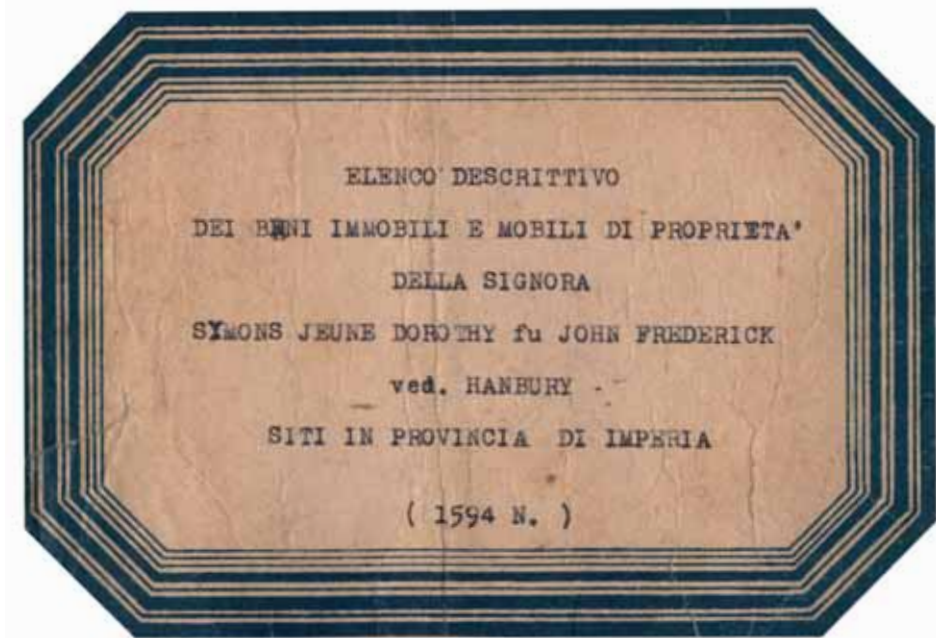 ELENCO DESCRITTIVO
DEI BENI IMMOBILI E MOBILI DI PROPRIETA'
DELLA SIGNORA
SYMONS JEUNE DOROTHY fu JOHN FREDERICK
ved. HANBURY -
SITI IN PROVINCIA DI IMPERIA
( 1594 N. )